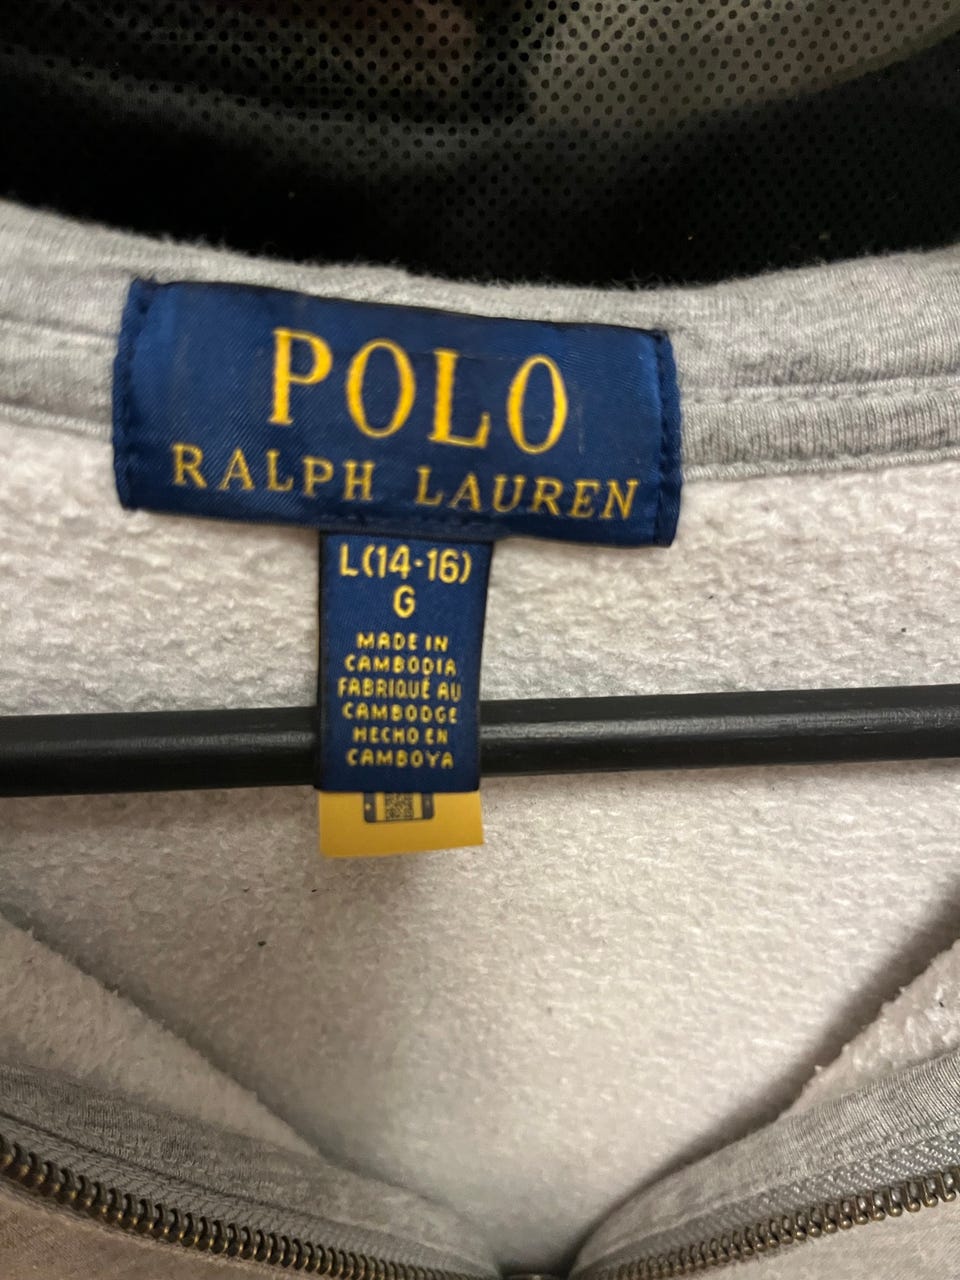 POLO
RALPH LAUREN
L(14-16)
G
MADE IN
CAMBODIA
FABRIQUÉ AU
CAMBODGE
HECHO EN
CAMBOYA